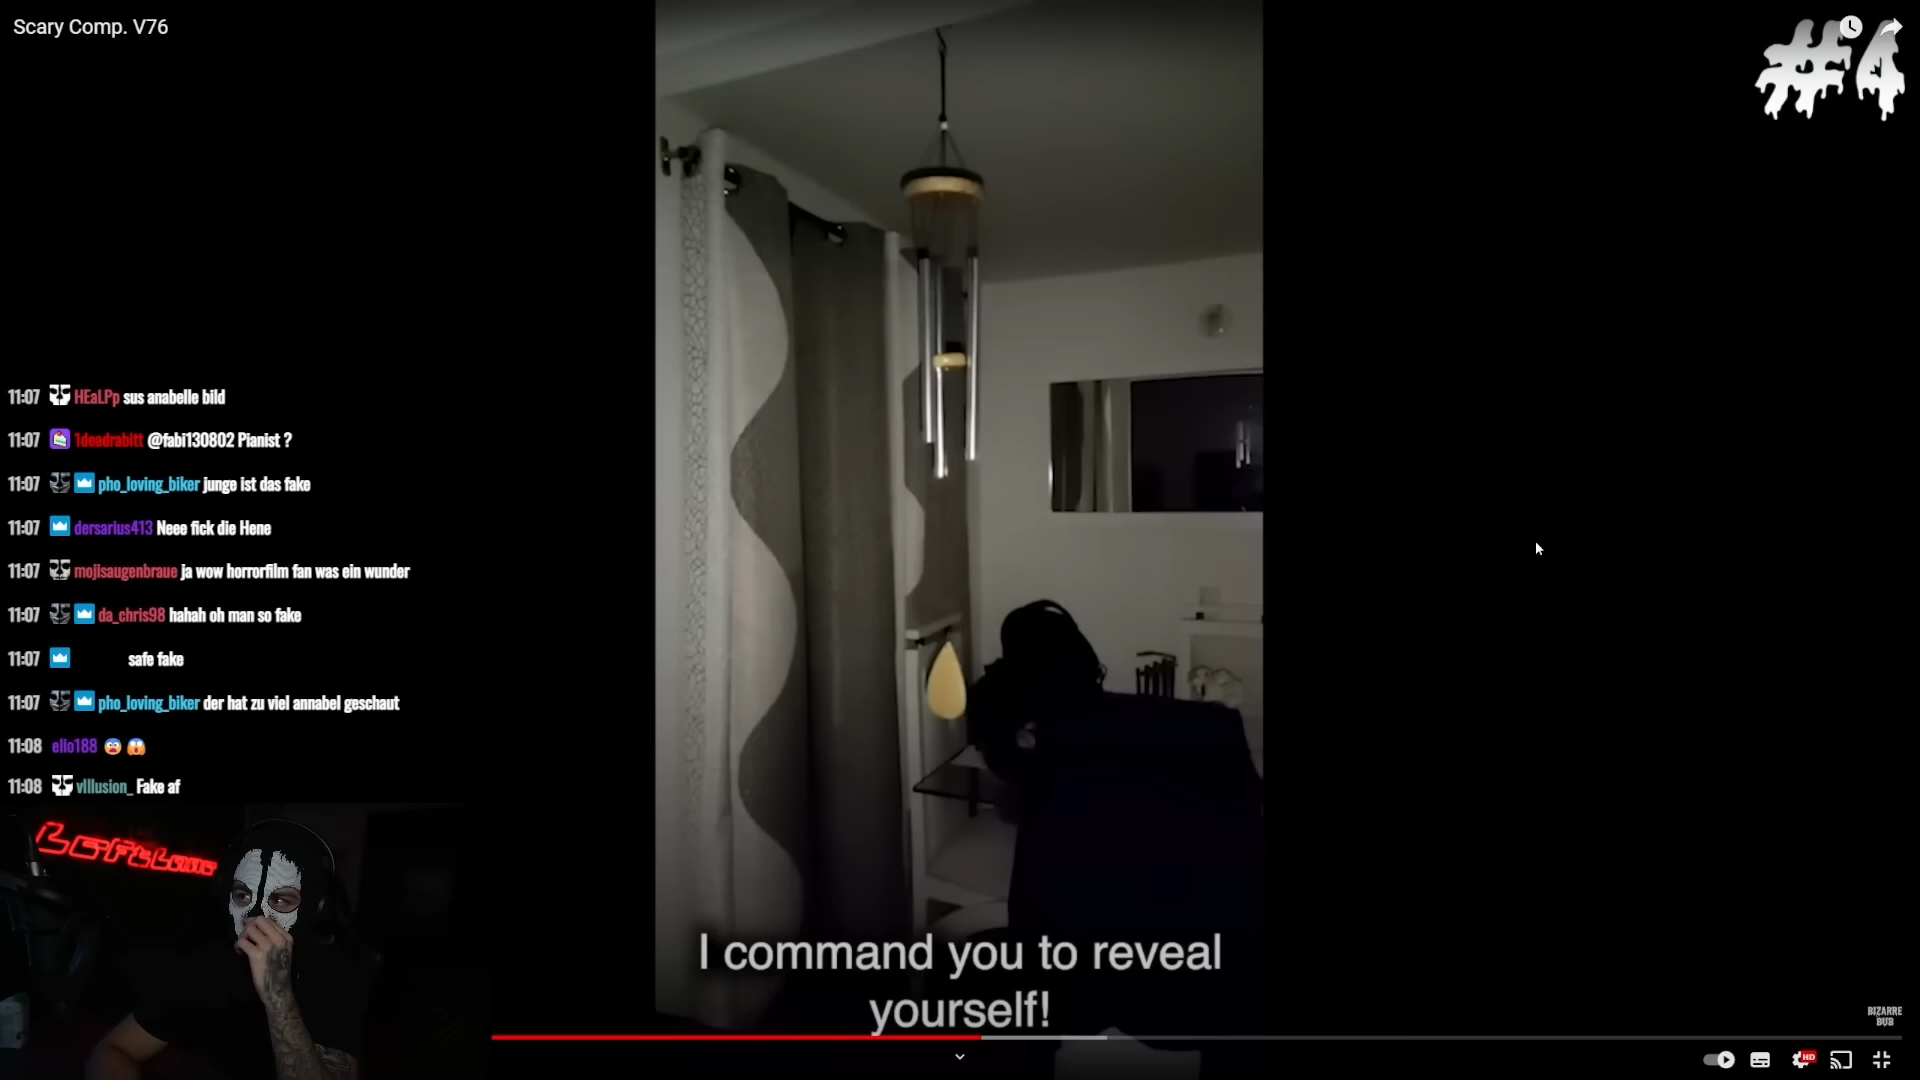 Scary Comp. V76
#4
11:07 HEaLPp sus anabelle bild
11:07 1deadrabitt @fabi130802 Pianist ?
11:07 pho_loving_biker junge ist das fake
11:07 dersarius413 Neee fick die Hene
11:07 mojisaugenbraue ja wow horrorfilm fan was ein wunder
11:07 da_chris98 hahah oh man so fake
11:07 safe fake
11:07 pho_loving_biker der hat zu viel annabel geschaut
11:08 elio188 😨 😱
11:08 vIllusion_ Fake af
I command you to reveal
yourself!
BIZARRE
BUB
HD